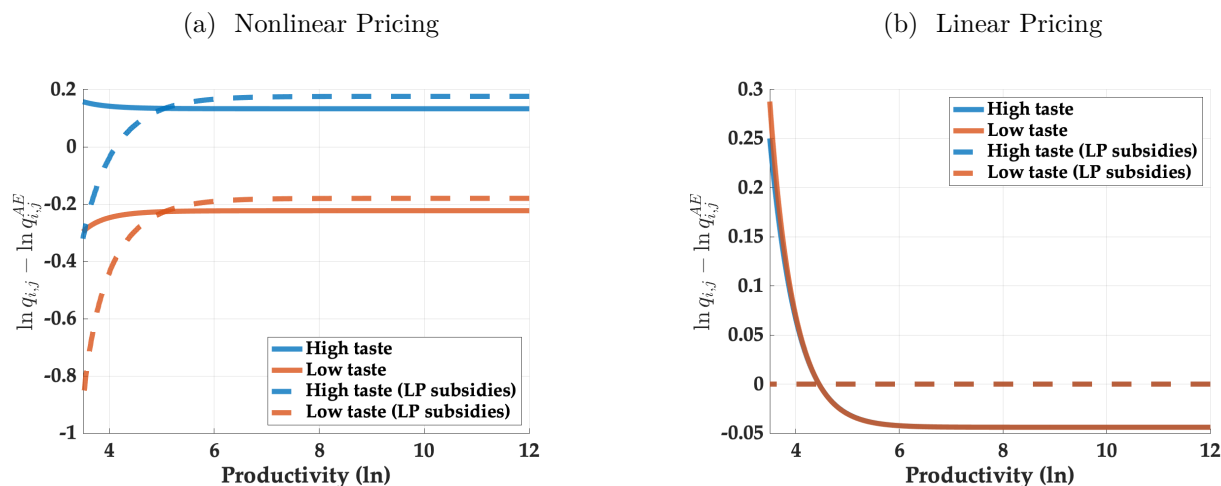 (a) Nonlinear Pricing
0.2
0
-0.2
-0.4
-0.6
-0.8
-1
4
6
8
10
12
ln q_{i,j} − ln q_{i,j}^{AE}
Productivity (ln)
High taste
Low taste
High taste (LP subsidies)
Low taste (LP subsidies)
(b) Linear Pricing
0.3
0.25
0.2
0.15
0.1
0.05
0
-0.05
4
6
8
10
12
ln q_{i,j} − ln q_{i,j}^{AE}
Productivity (ln)
High taste
Low taste
High taste (LP subsidies)
Low taste (LP subsidies)